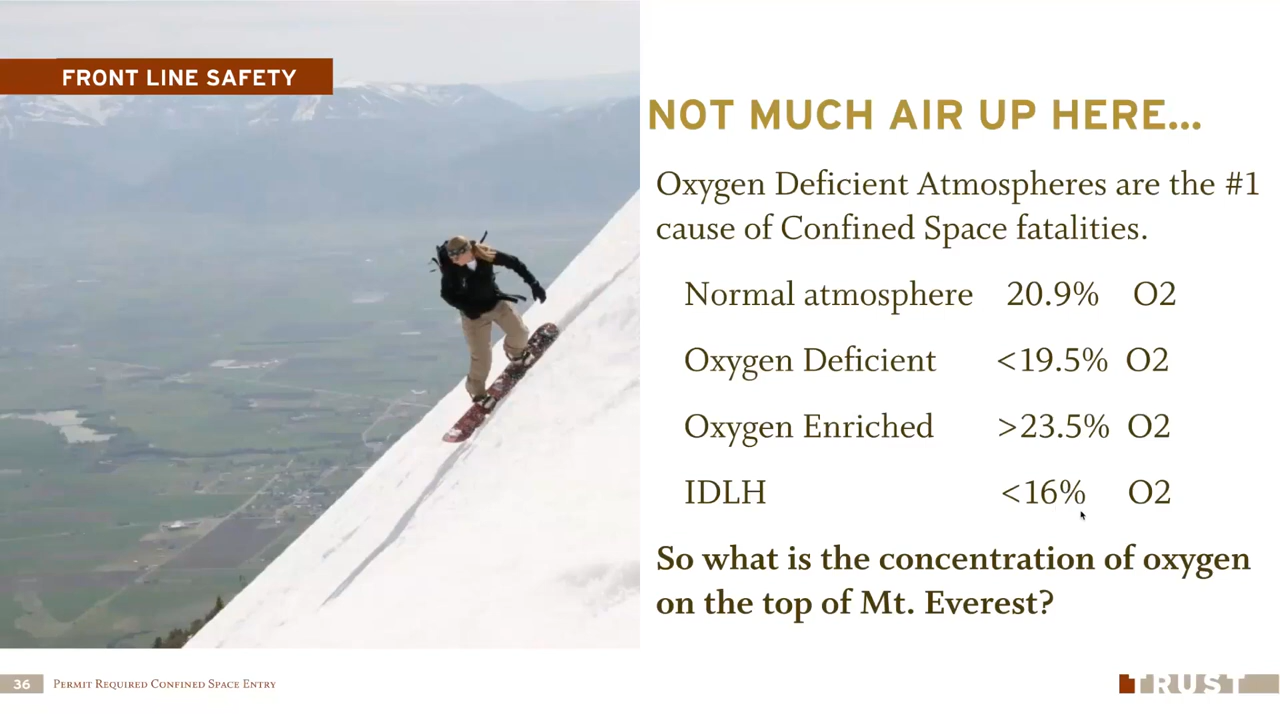 FRONT LINE SAFETY
NOT MUCH AIR UP HERE...
Oxygen Deficient Atmospheres are the #1
cause of Confined Space fatalities.
Normal atmosphere 20.9% O2
Oxygen Deficient <19.5% O2
Oxygen Enriched >23.5% O2
IDLH <16% O2
So what is the concentration of oxygen
on the top of Mt. Everest?
36 Permit Required Confined Space Entry
TRUST